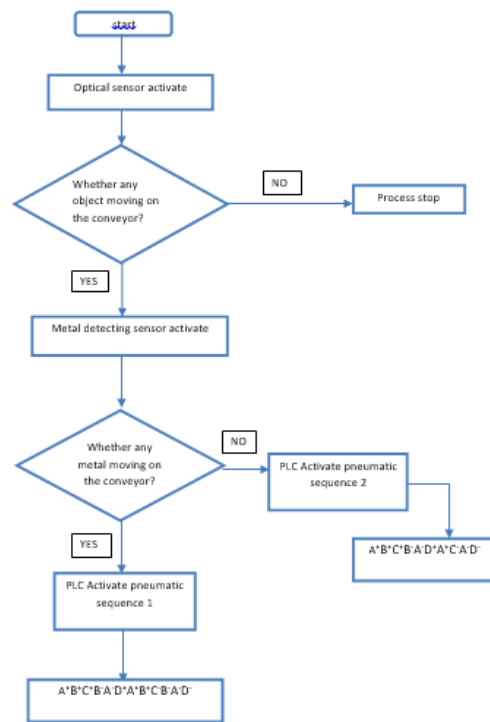 start
Optical sensor activate
Whether any
object moving on
the conveyor?
NO
Process stop
YES
Metal detecting sensor activate
Whether any
metal moving on
the conveyor?
NO
PLC Activate pneumatic
sequence 2
A⁺B⁺C⁺B⁻A⁻D⁺A⁺C⁻A⁻D⁻
YES
PLC Activate pneumatic
sequence 1
A⁺B⁺C⁺B⁻A⁻D⁺A⁺B⁺C⁻B⁻A⁻D⁻